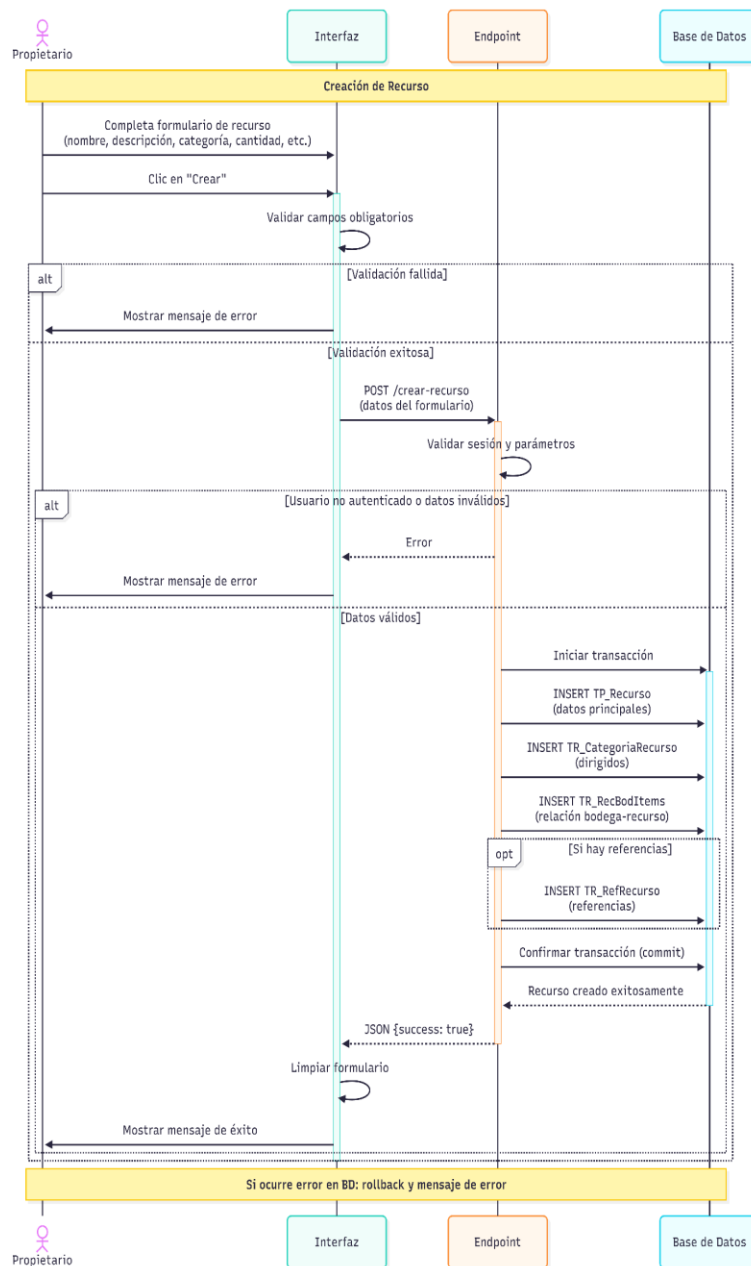 Propietario
Interfaz
Endpoint
Base de Datos
Creación de Recurso
Completa formulario de recurso
(nombre, descripción, categoría, cantidad, etc.)
Clic en "Crear"
Validar campos obligatorios
alt
[Validación fallida]
Mostrar mensaje de error
[Validación exitosa]
POST /crear-recurso
(datos del formulario)
Validar sesión y parámetros
alt
[Usuario no autenticado o datos inválidos]
Error
Mostrar mensaje de error
[Datos válidos]
Iniciar transacción
INSERT TP_Recurso
(datos principales)
INSERT TR_CategoriaRecurso
(dirigidos)
INSERT TR_RecBodItems
(relación bodega-recurso)
opt
[Si hay referencias]
INSERT TR_RefRecurso
(referencias)
Confirmar transacción (commit)
Recurso creado exitosamente
JSON {success: true}
Limpiar formulario
Mostrar mensaje de éxito
Si ocurre error en BD: rollback y mensaje de error
Propietario
Interfaz
Endpoint
Base de Datos